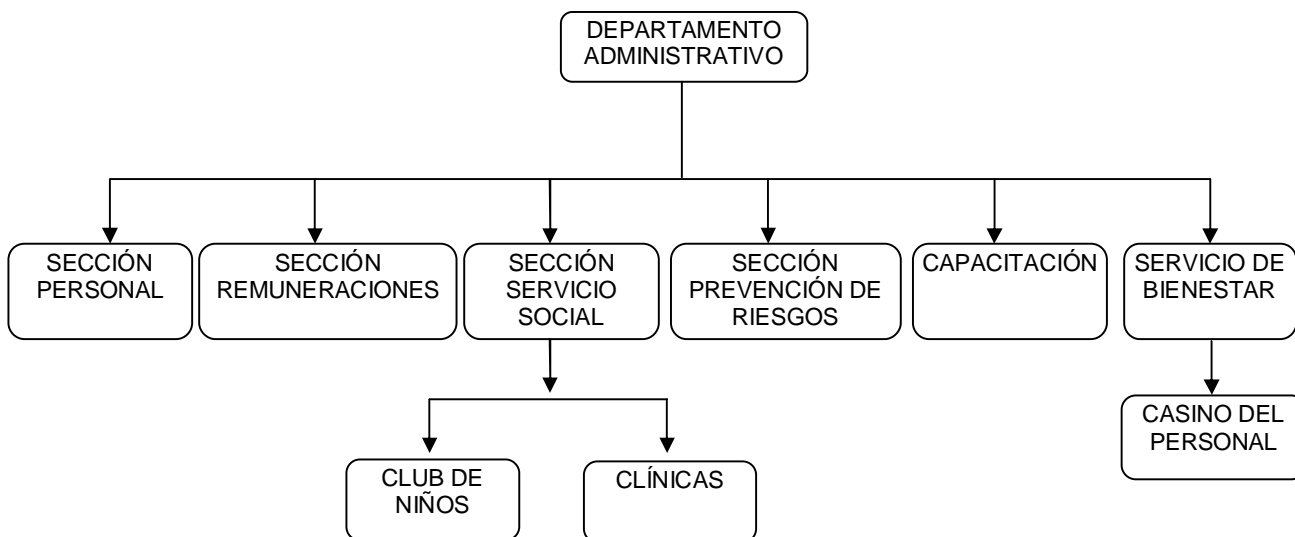 DEPARTAMENTO
ADMINISTRATIVO
SECCIÓN
PERSONAL
SECCIÓN
REMUNERACIONES
SECCIÓN
SERVICIO
SOCIAL
SECCIÓN
PREVENCIÓN DE
RIESGOS
CAPACITACIÓN
SERVICIO DE
BIENESTAR
CLUB DE
NIÑOS
CLÍNICAS
CASINO DEL
PERSONAL